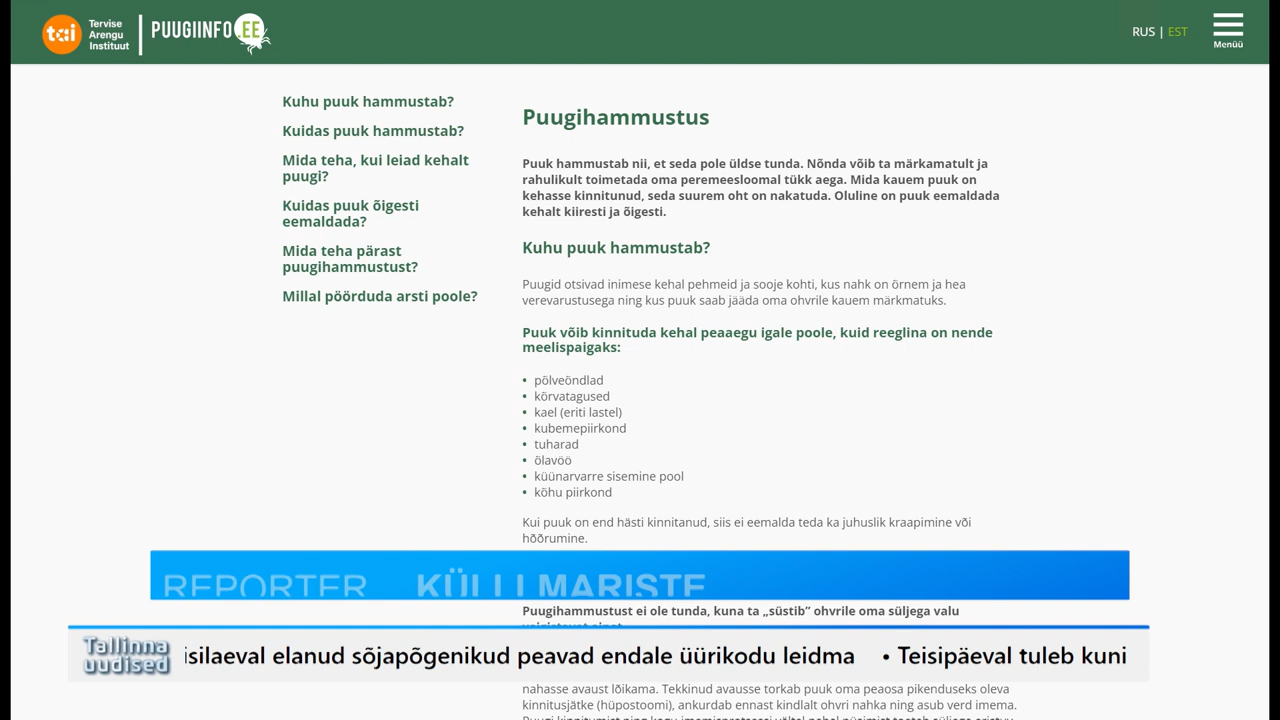 tai
Tervise
Arengu
Instituut
PUUGIINFO.EE
RUS | EST
Menüü
Kuhu puuk hammustab?
Kuidas puuk hammustab?
Mida teha, kui leiad kehalt
puugi?
Kuidas puuk õigesti
eemaldada?
Mida teha pärast
puugihammustust?
Millal pöörduda arsti poole?
Puugihammustus
Puuk hammustab nii, et seda pole üldse tunda. Nõnda võib ta märkamatult ja
rahulikult toimetada oma peremeesloomal tükk aega. Mida kauem puuk on
kehasse kinnitunud, seda suurem oht on nakatuda. Oluline on puuk eemaldada
kehalt kiiresti ja õigesti.
Kuhu puuk hammustab?
Puugid otsivad inimese kehal pehmeid ja sooje kohti, kus nahk on õrnem ja hea
verevarustusega ning kus puuk saab jääda oma ohvrile kauem märkmatuks.
Puuk võib kinnituda kehal peaaegu igale poole, kuid reeglina on nende
meelispaigaks:
• põlveõndlad
• kõrvatagused
• kael (eriti lastel)
• kubemepiirkond
• tuharad
• õlavöö
• küünarvarre sisemine pool
• kõhu piirkond
Kui puuk on end hästi kinnitanud, siis ei eemalda teda ka juhuslik kraapimine või
hõõrumine.
REPORTER KÜLLI MARISTE
Puugihammustust ei ole tunda, kuna ta „süstib” ohvrile oma süljega valu
Tallinna
uudised
isilaeval elanud sõjapõgenikud peavad endale üürikodu leidma • Teisipäeval tuleb kuni
nahasse avaust lõikama. Tekkinud avausse torkab puuk oma peaosa pikenduseks oleva
kinnitusjätke (hüpostoomi), ankurdab ennast kindlalt ohvri nahka ning asub verd imema.